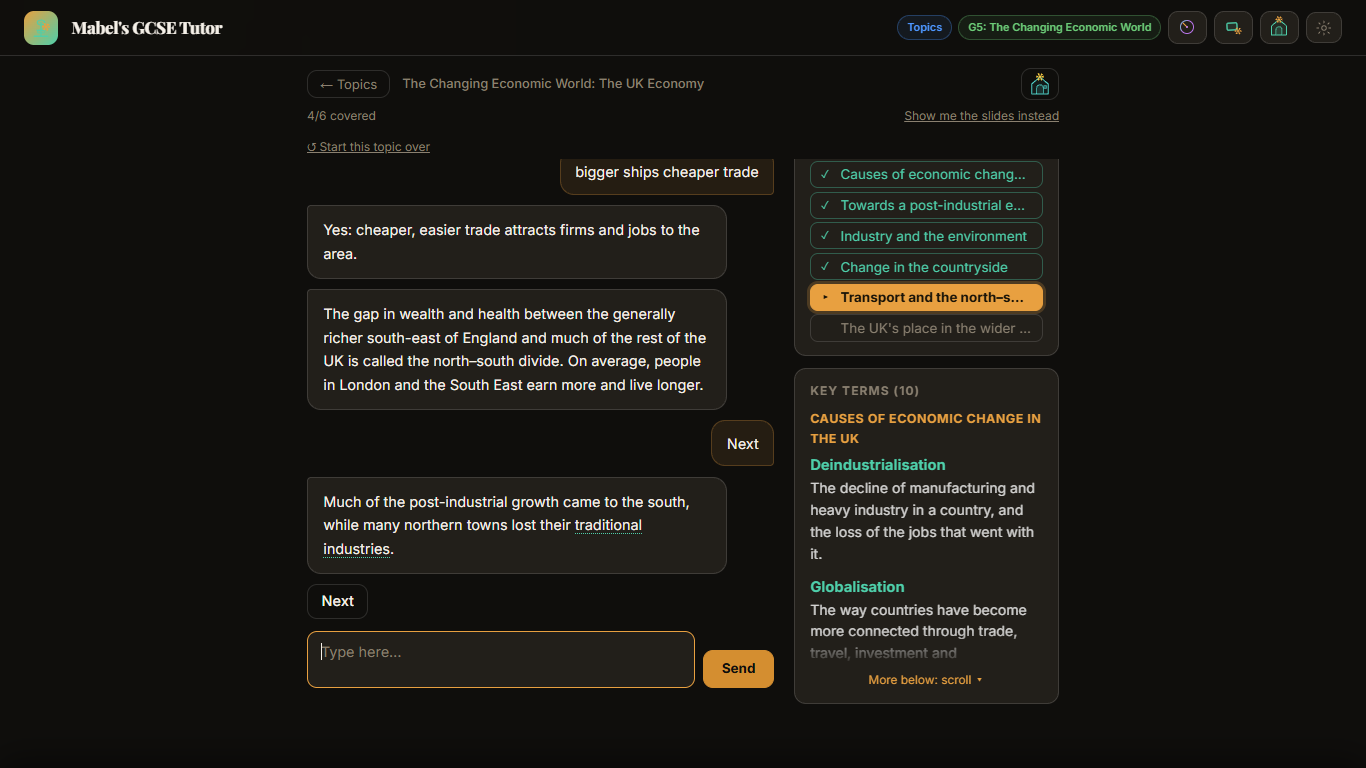 Mabel's GCSE Tutor
Topics
G5: The Changing Economic World
← Topics
The Changing Economic World: The UK Economy
4/6 covered
Show me the slides instead
↺ Start this topic over
bigger ships cheaper trade
Yes: cheaper, easier trade attracts firms and jobs to the
area.
The gap in wealth and health between the generally
richer south-east of England and much of the rest of the
UK is called the north–south divide. On average, people
in London and the South East earn more and live longer.
Next
Much of the post-industrial growth came to the south,
while many northern towns lost their traditional
industries.
Next
Type here...
Send
✓ Causes of economic chang...
✓ Towards a post-industrial e...
✓ Industry and the environment
✓ Change in the countryside
▸ Transport and the north–s...
The UK's place in the wider ...
KEY TERMS (10)
CAUSES OF ECONOMIC CHANGE IN
THE UK
Deindustrialisation
The decline of manufacturing and
heavy industry in a country, and
the loss of the jobs that went with
it.
Globalisation
The way countries have become
more connected through trade,
travel, investment and
More below: scroll ▾